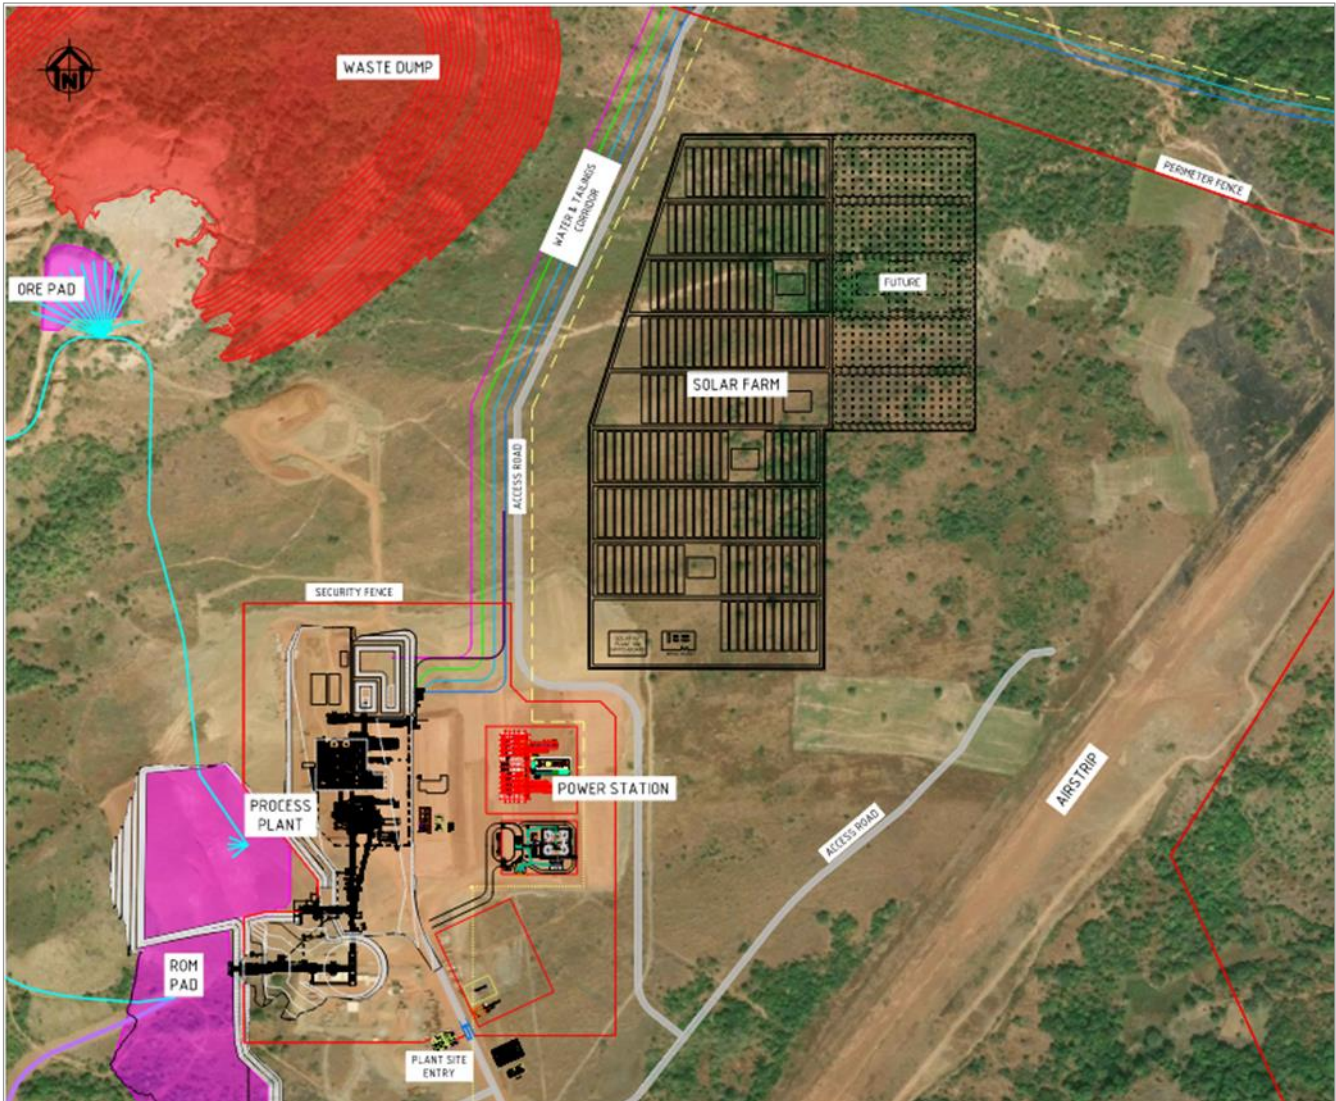 N
WASTE DUMP
WATER & TAILINGS
CORRIDOR
PERIMETER FENCE
ORE PAD
FUTURE
SOLAR FARM
ACCESS ROAD
SECURITY FENCE
POWER STATION
AIRSTRIP
PROCESS
PLANT
ACCESS ROAD
ROM
PAD
PLANT SITE
ENTRY